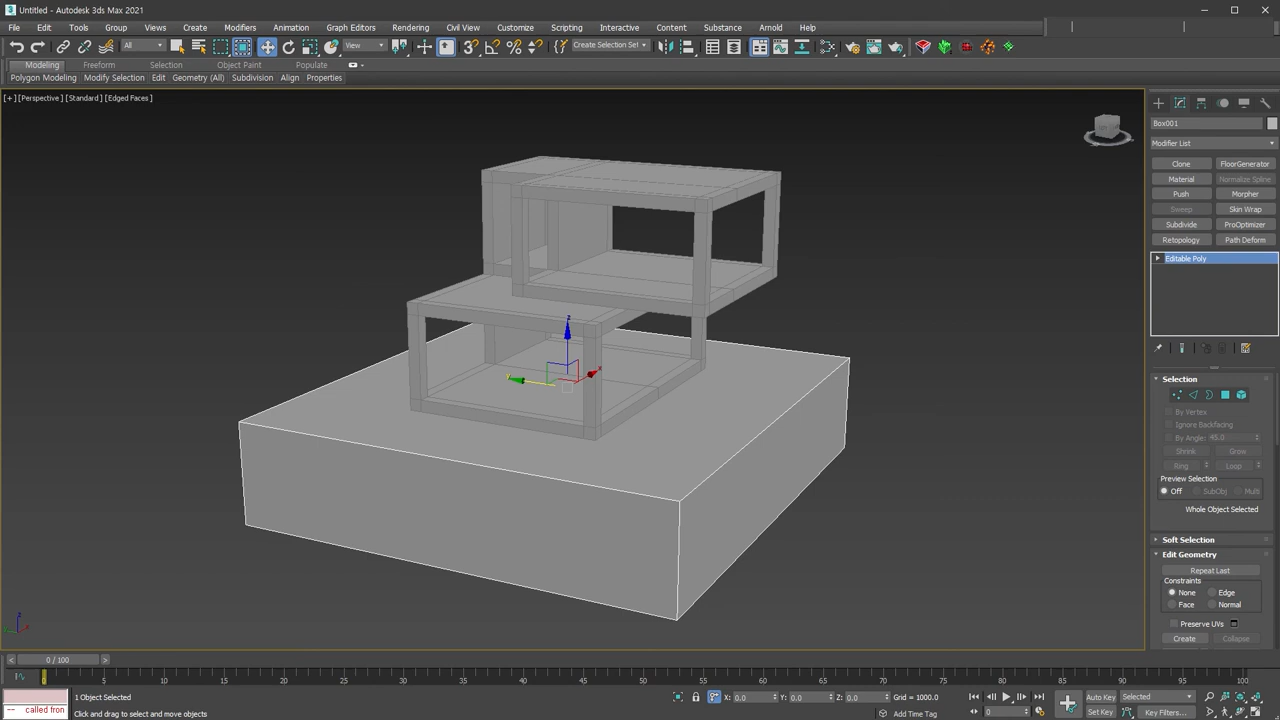 Untitled - Autodesk 3ds Max 2021
File Edit Tools Group Views Create Modifiers Animation Graph Editors Rendering Civil View Customize Scripting Interactive Content Substance Arnold Help
All View Create Selection Set
Modeling Freeform Selection Object Paint Populate
Polygon Modeling Modify Selection Edit Geometry (All) Subdivision Align Properties
[+] [Perspective] [Standard] [Edged Faces]
Box001
Modifier List
Clone FloorGenerator
Material Normalize Spline
Push Morpher
Sweep Skin Wrap
Subdivide ProOptimizer
Retopology Path Deform
Editable Poly
Selection
By Vertex
Ignore Backfacing
By Angle: 45.0
Shrink Grow
Ring Loop
Preview Selection
Off SubObj Multi
Whole Object Selected
Soft Selection
Edit Geometry
Repeat Last
Constraints
None Edge
Face Normal
Preserve UVs
Create Collapse
z
y x
0 / 100
0 5 10 15 20 25 30 35 40 45 50 55 60 65 70 75 80 85 90 95 100
1 Object Selected X: 0.0 Y: 0.0 Z: 0.0 Grid = 1000.0 Auto Key Selected
-- called fron Click and drag to select and move objects Add Time Tag 0 Set Key Key Filters...